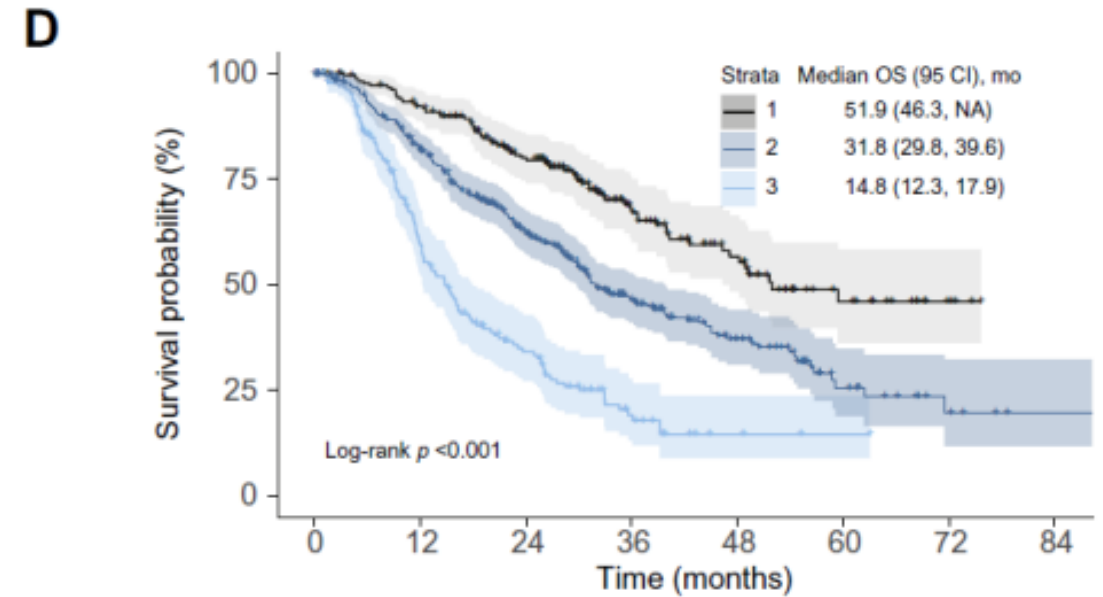 D
Survival probability (%)
100
75
50
25
0
Strata Median OS (95 CI), mo
1 51.9 (46.3, NA)
2 31.8 (29.8, 39.6)
3 14.8 (12.3, 17.9)
Log-rank p <0.001
0 12 24 36 48 60 72 84
Time (months)